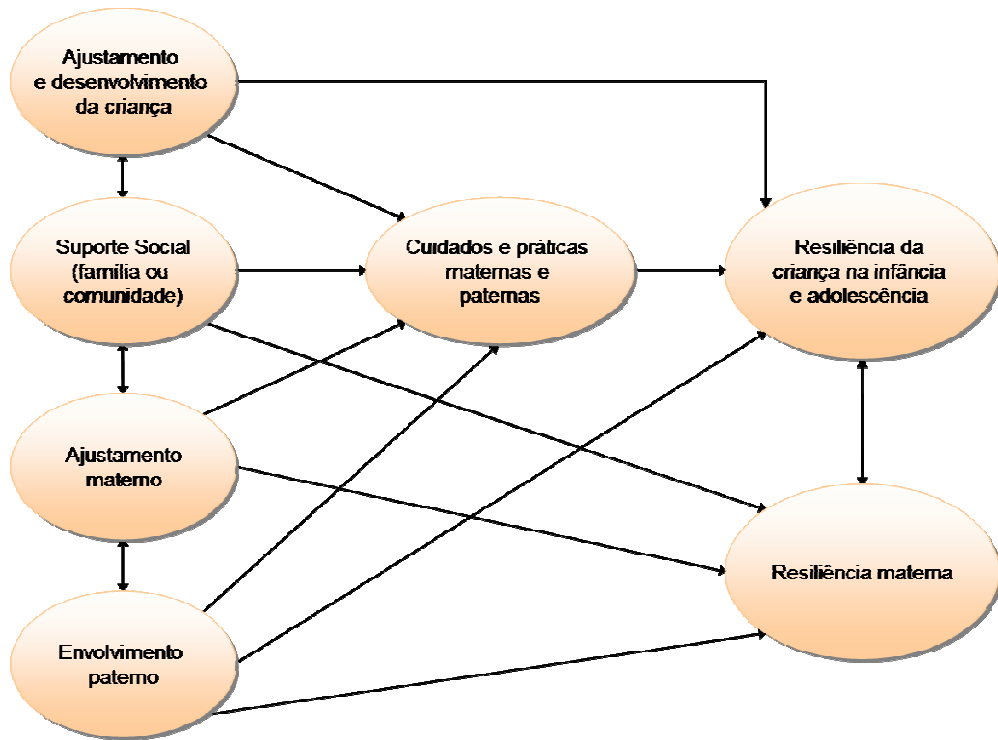 Ajustamento
e desenvolvimento
da criança
Suporte Social
(família ou
comunidade)
Cuidados e práticas
maternas e
paternas
Resiliência da
criança na infância
e adolescência
Ajustamento
materno
Resiliência materna
Envolvimento
paterno